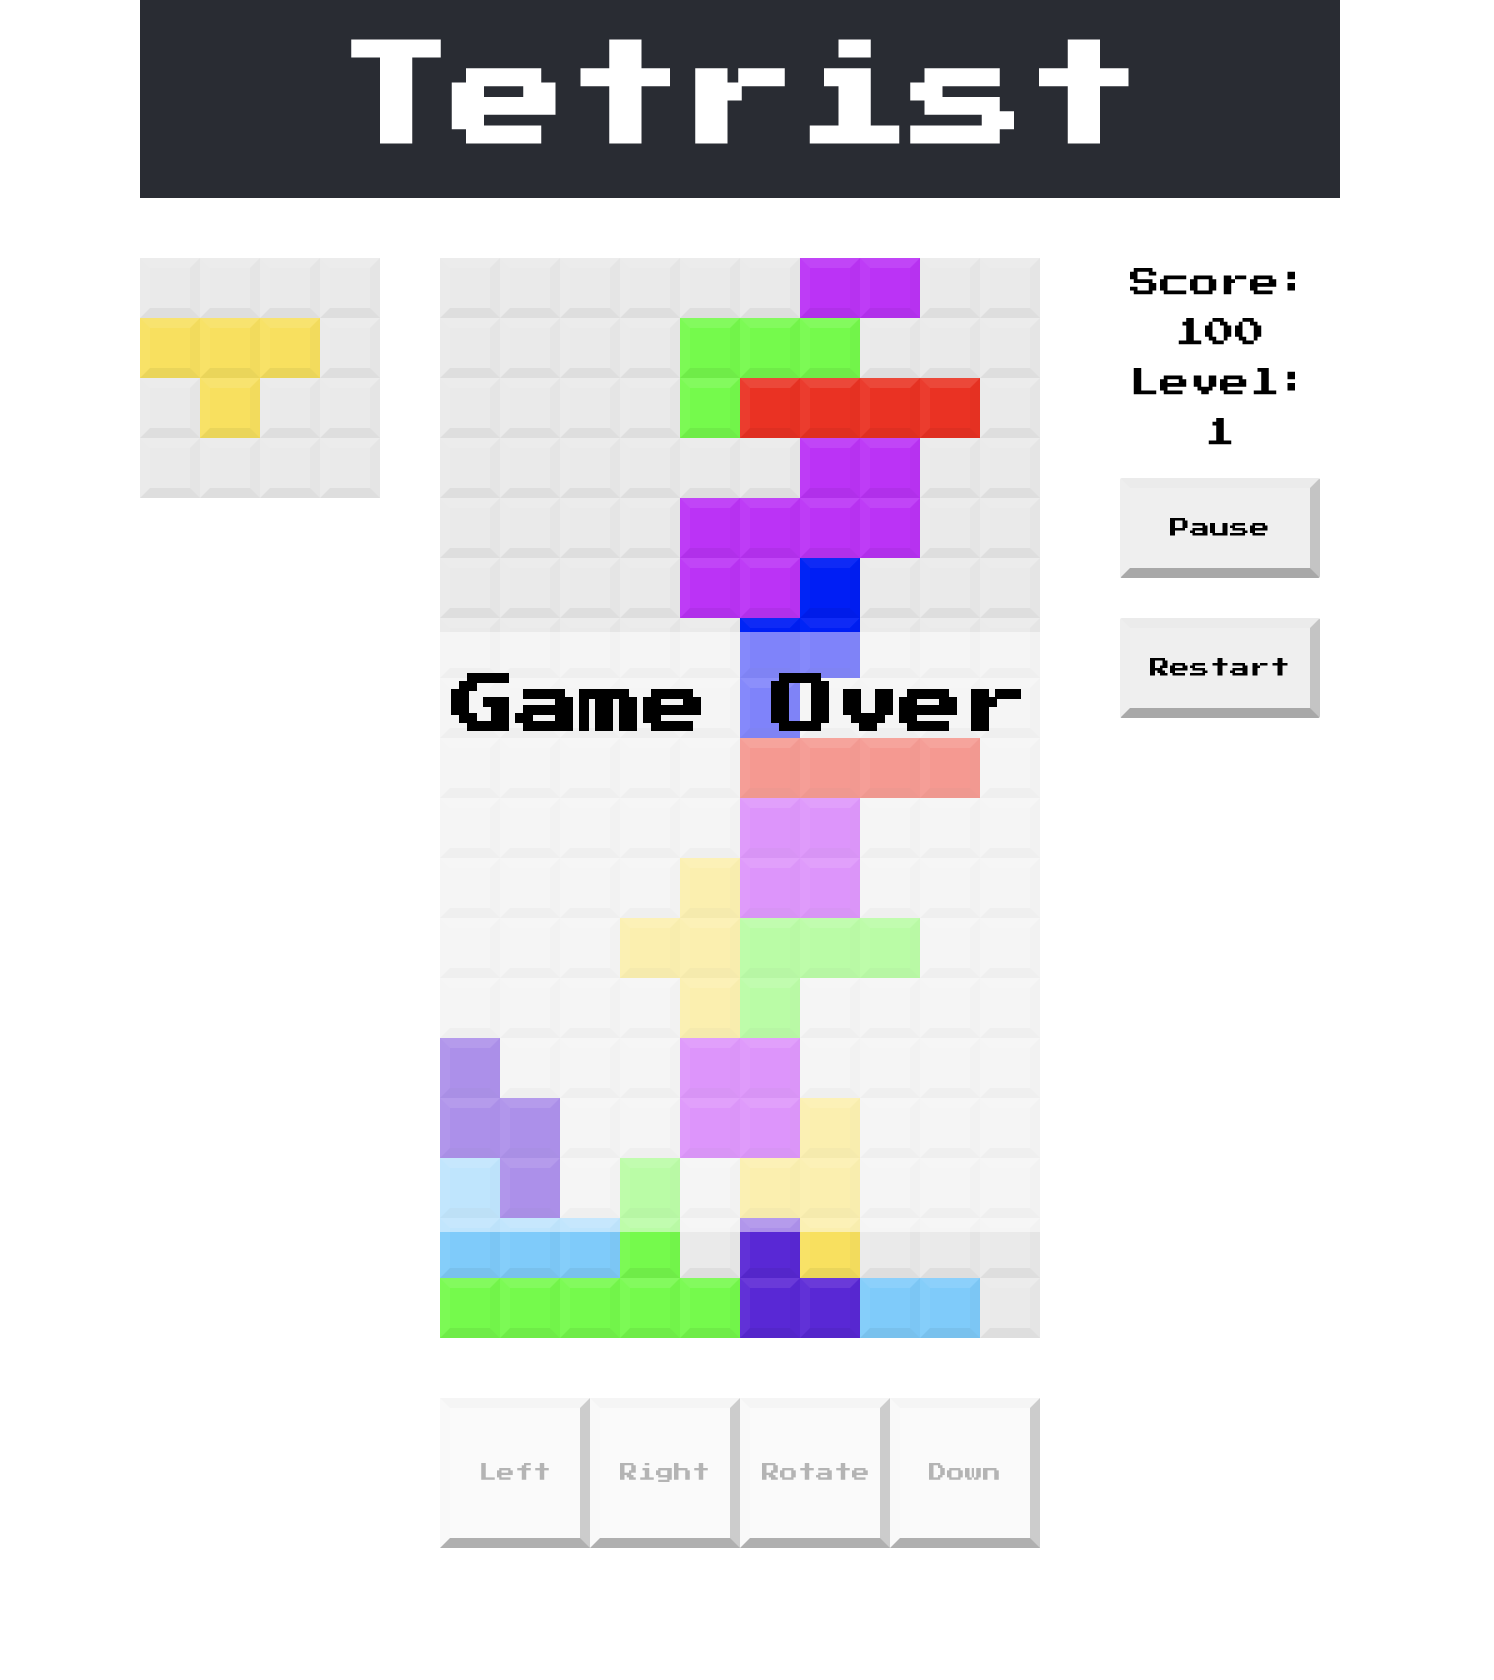 Tetrist
Score:
100
Level:
1
Pause
Restart
Game Over
Left
Right
Rotate
Down